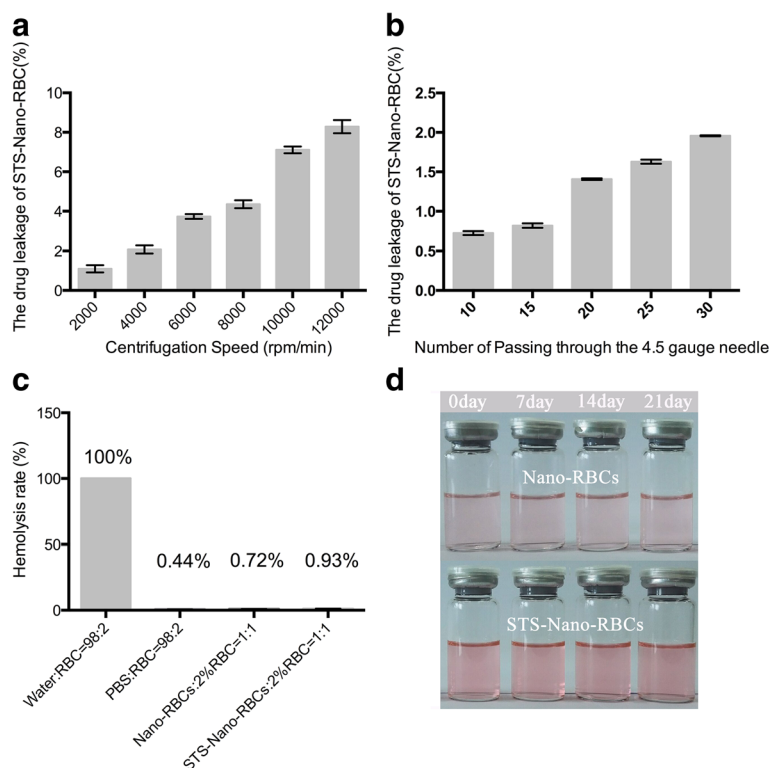 a
The drug leakage of STS-Nano-RBC(%)
10
8
6
4
2
0
2000
4000
6000
8000
10000
12000
Centrifugation Speed (rpm/min)
b
The drug leakage of STS-Nano-RBC(%)
2.5
2.0
1.5
1.0
0.5
0.0
10
15
20
25
30
Number of Passing through the 4.5 gauge needle
c
Hemolysis rate (%)
150
100
50
0
100%
0.44%
0.72%
0.93%
Water:RBC=98:2
PBS:RBC=98:2
Nano-RBCs:2%RBC=1:1
STS-Nano-RBCs:2%RBC=1:1
d
0day 7day 14day 21day
Nano-RBCs
STS-Nano-RBCs